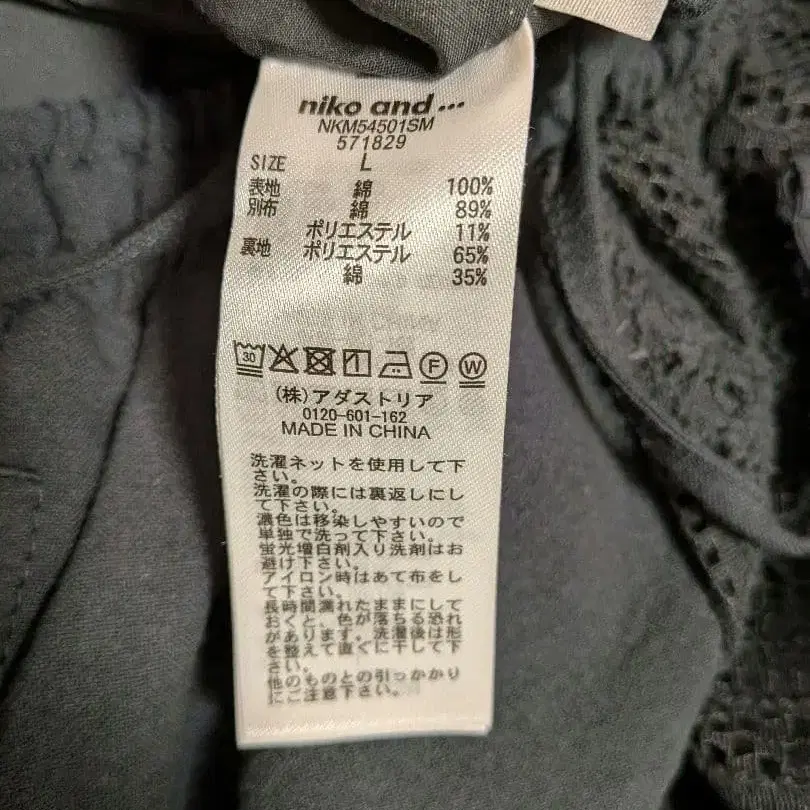 niko and...
NKM54501SM
571829
SIZE L
表地 綿 100%
別布 綿 89%
ポリエステル 11%
裏地 ポリエステル 65%
綿 35%
30 F W
(株)アダストリア
0120-601-162
MADE IN CHINA
洗濯ネットを使用して下
さい。
洗濯の際には裏返しにし
て下さい。
濃色は移染しやすいので
単独で洗って下さい。
蛍光増白剤入り洗剤はお
避け下さい。
アイロン時はあて布をし
て下さい。
長時間濡れたままにして
おくと、色が落ちる恐れ
があります。洗濯後は形
を整えて直ぐに干して下
さい。
他のものとの引っかかり
にご注意下さい。